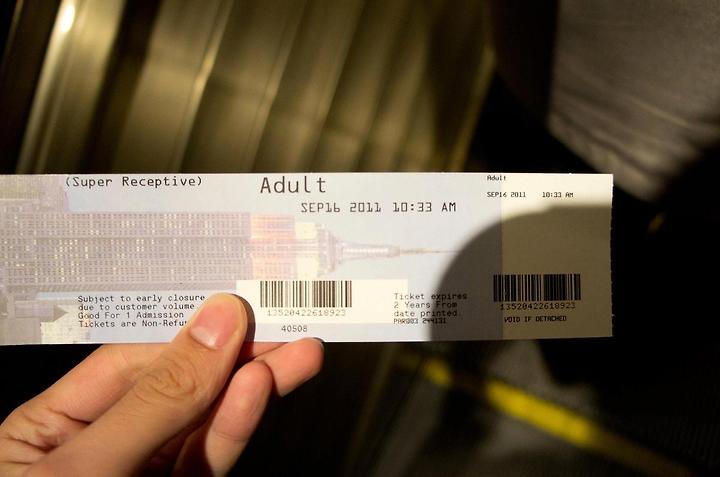 (Super Receptive)
Adult
SEP16 2011 10:33 AM
Subject to early closure
due to customer volume
Good For 1 Admission
Tickets are Non-Refun
13520422618923
40508
Ticket expires
2 Years From
date printed.
Adult
SEP16 2011 10:33 AM
13520422618923
VOID IF DETACHED